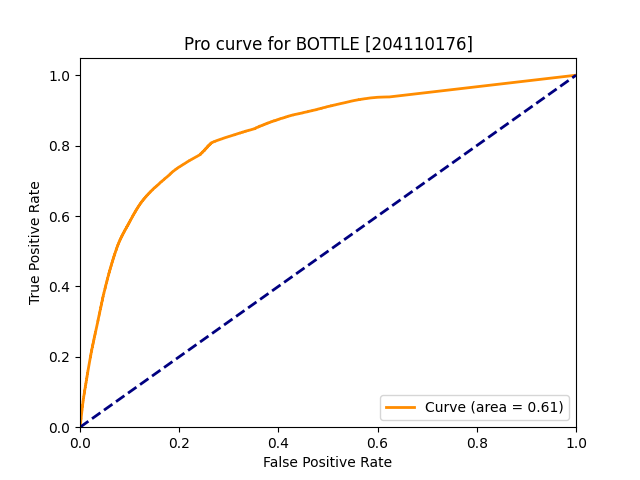 Pro curve for BOTTLE [204110176]
True Positive Rate
1.0
0.8
0.6
0.4
0.2
0.0
0.0 0.2 0.4 0.6 0.8 1.0
False Positive Rate
Curve (area = 0.61)